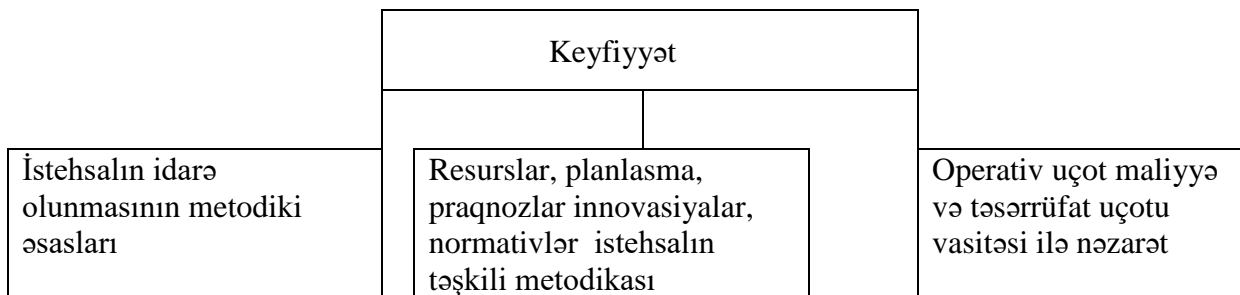 Keyfiyyət
İstehsalın idarə
olunmasının metodiki
əsasları
Resurslar, planlasma,
praqnozlar innovasiyalar,
normativlər istehsalın
təşkili metodikası
Operativ uçot maliyyə
və təsərrüfat uçotu
vasitəsi ilə nəzarət